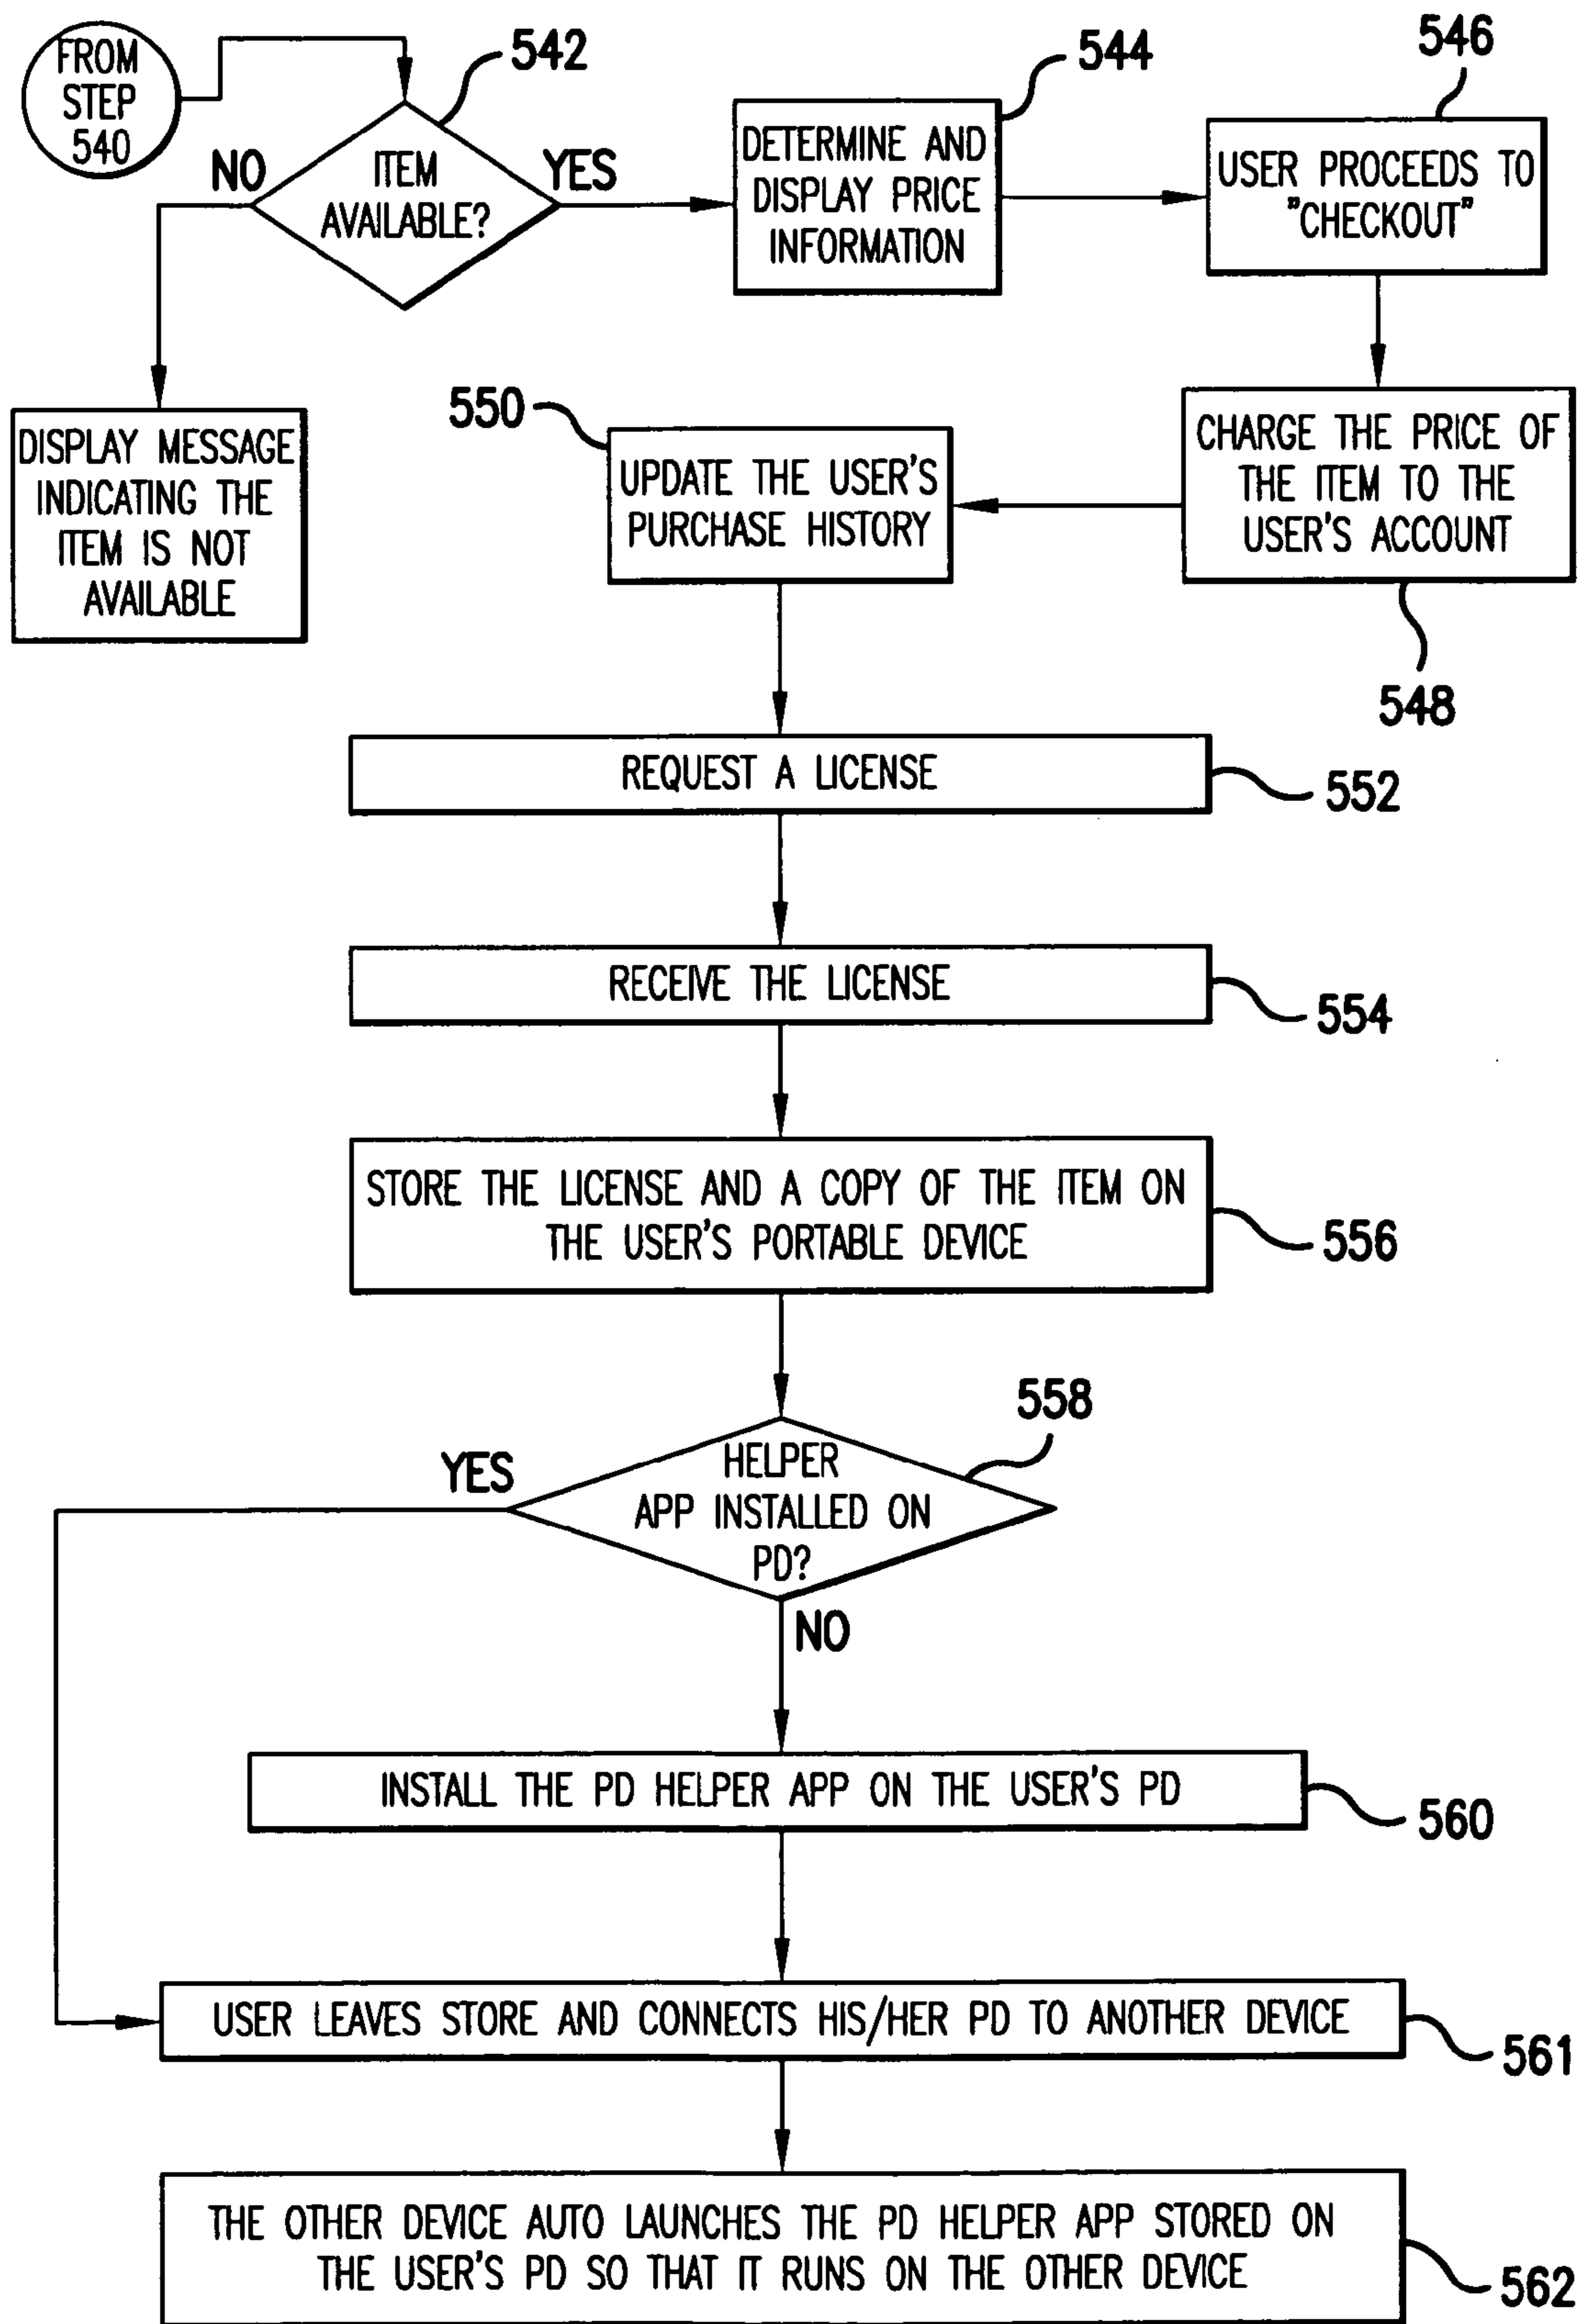 FROM
STEP
540
542
NO
ITEM
AVAILABLE?
YES
544
DETERMINE AND
DISPLAY PRICE
INFORMATION
546
USER PROCEEDS TO
"CHECKOUT"
DISPLAY MESSAGE
INDICATING THE
ITEM IS NOT
AVAILABLE
550
UPDATE THE USER'S
PURCHASE HISTORY
CHARGE THE PRICE OF
THE ITEM TO THE
USER'S ACCOUNT
548
REQUEST A LICENSE
552
RECEIVE THE LICENSE
554
STORE THE LICENSE AND A COPY OF THE ITEM ON
THE USER'S PORTABLE DEVICE
556
558
YES
HELPER
APP INSTALLED ON
PD?
NO
INSTALL THE PD HELPER APP ON THE USER'S PD
560
USER LEAVES STORE AND CONNECTS HIS/HER PD TO ANOTHER DEVICE
561
THE OTHER DEVICE AUTO LAUNCHES THE PD HELPER APP STORED ON
THE USER'S PD SO THAT IT RUNS ON THE OTHER DEVICE
562